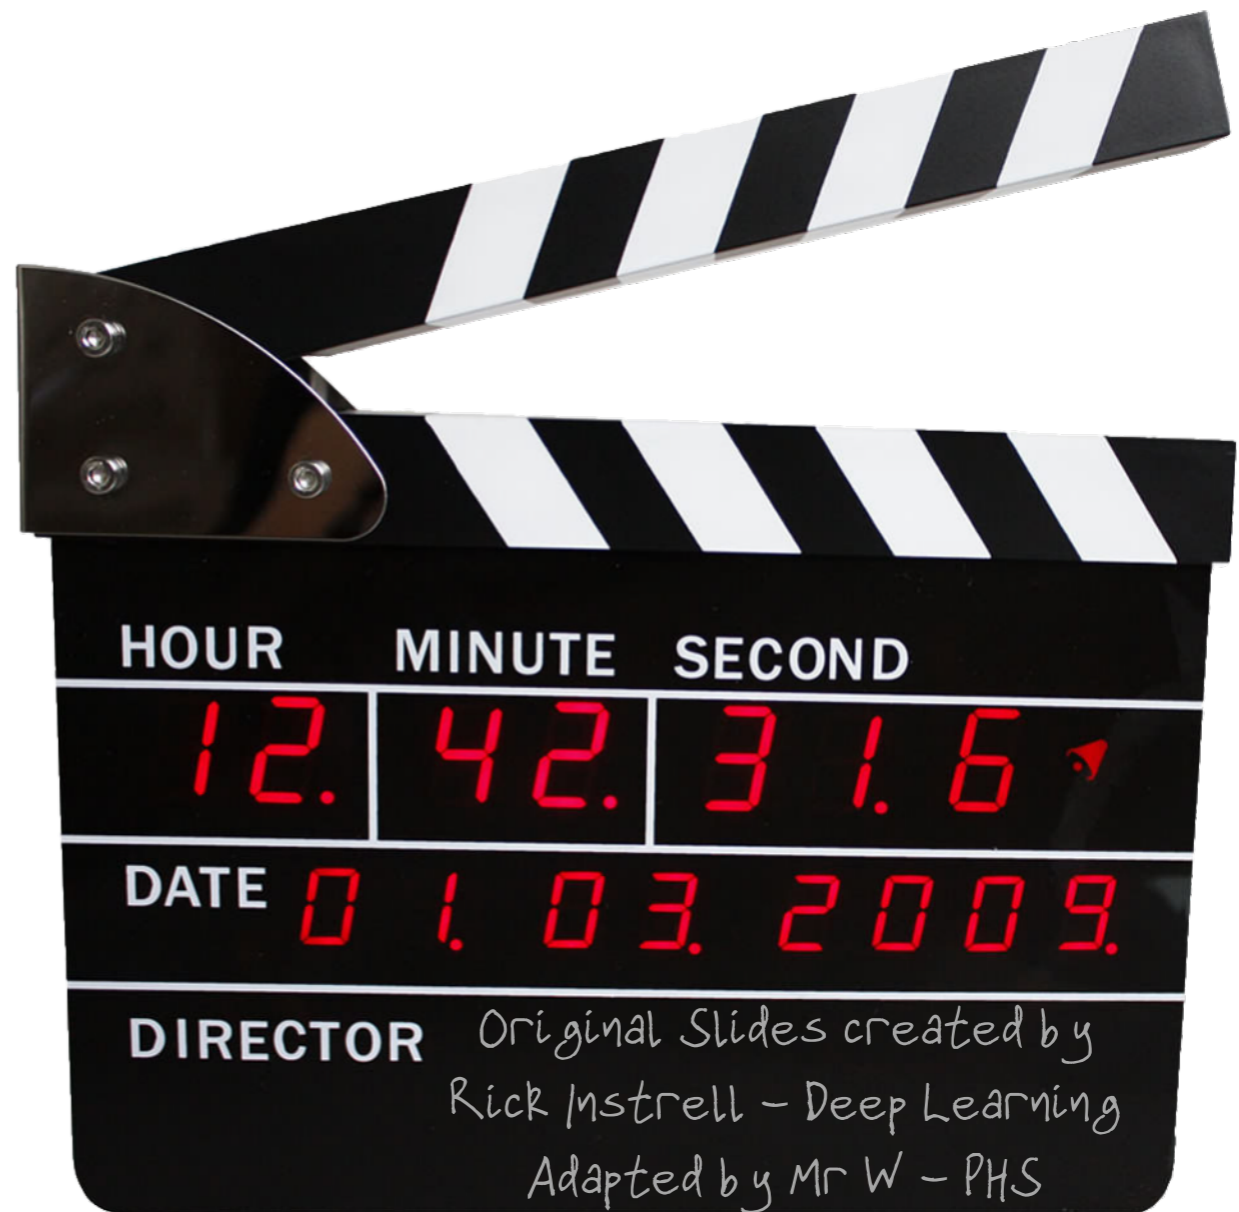 HOUR MINUTE SECOND
12. 42. 31.6
DATE 01.03.2009.
DIRECTOR Original Slides created by
Rick Instrell – Deep Learning
Adapted by Mr W – PHS